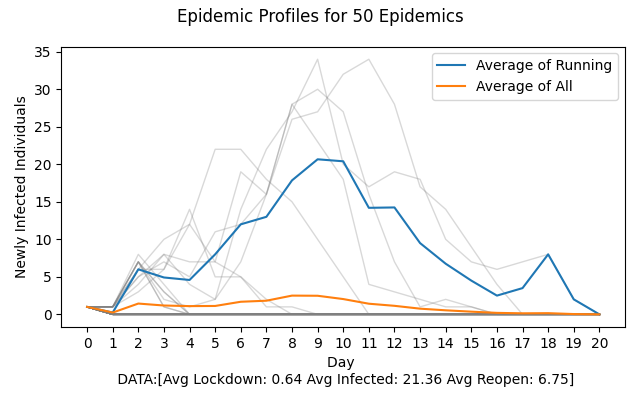 Epidemic Profiles for 50 Epidemics
35
30
25
20
15
10
5
0
Newly Infected Individuals
Average of Running
Average of All
0 1 2 3 4 5 6 7 8 9 10 11 12 13 14 15 16 17 18 19 20
Day
DATA:[Avg Lockdown: 0.64 Avg Infected: 21.36 Avg Reopen: 6.75]